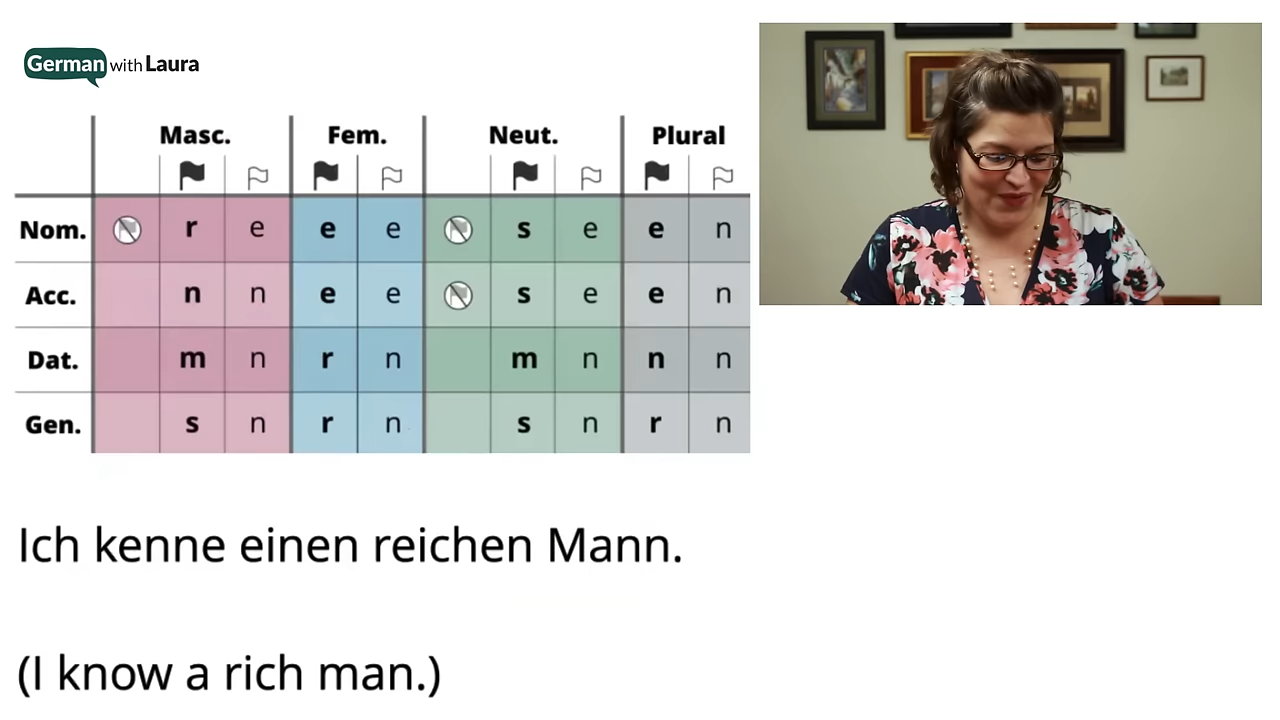 German with Laura
Masc. Fem. Neut. Plural
Nom. r e e e s e e n
Acc. n n e e s e e n
Dat. m n r n m n n n
Gen. s n r n s n r n
Ich kenne einen reichen Mann.
(I know a rich man.)